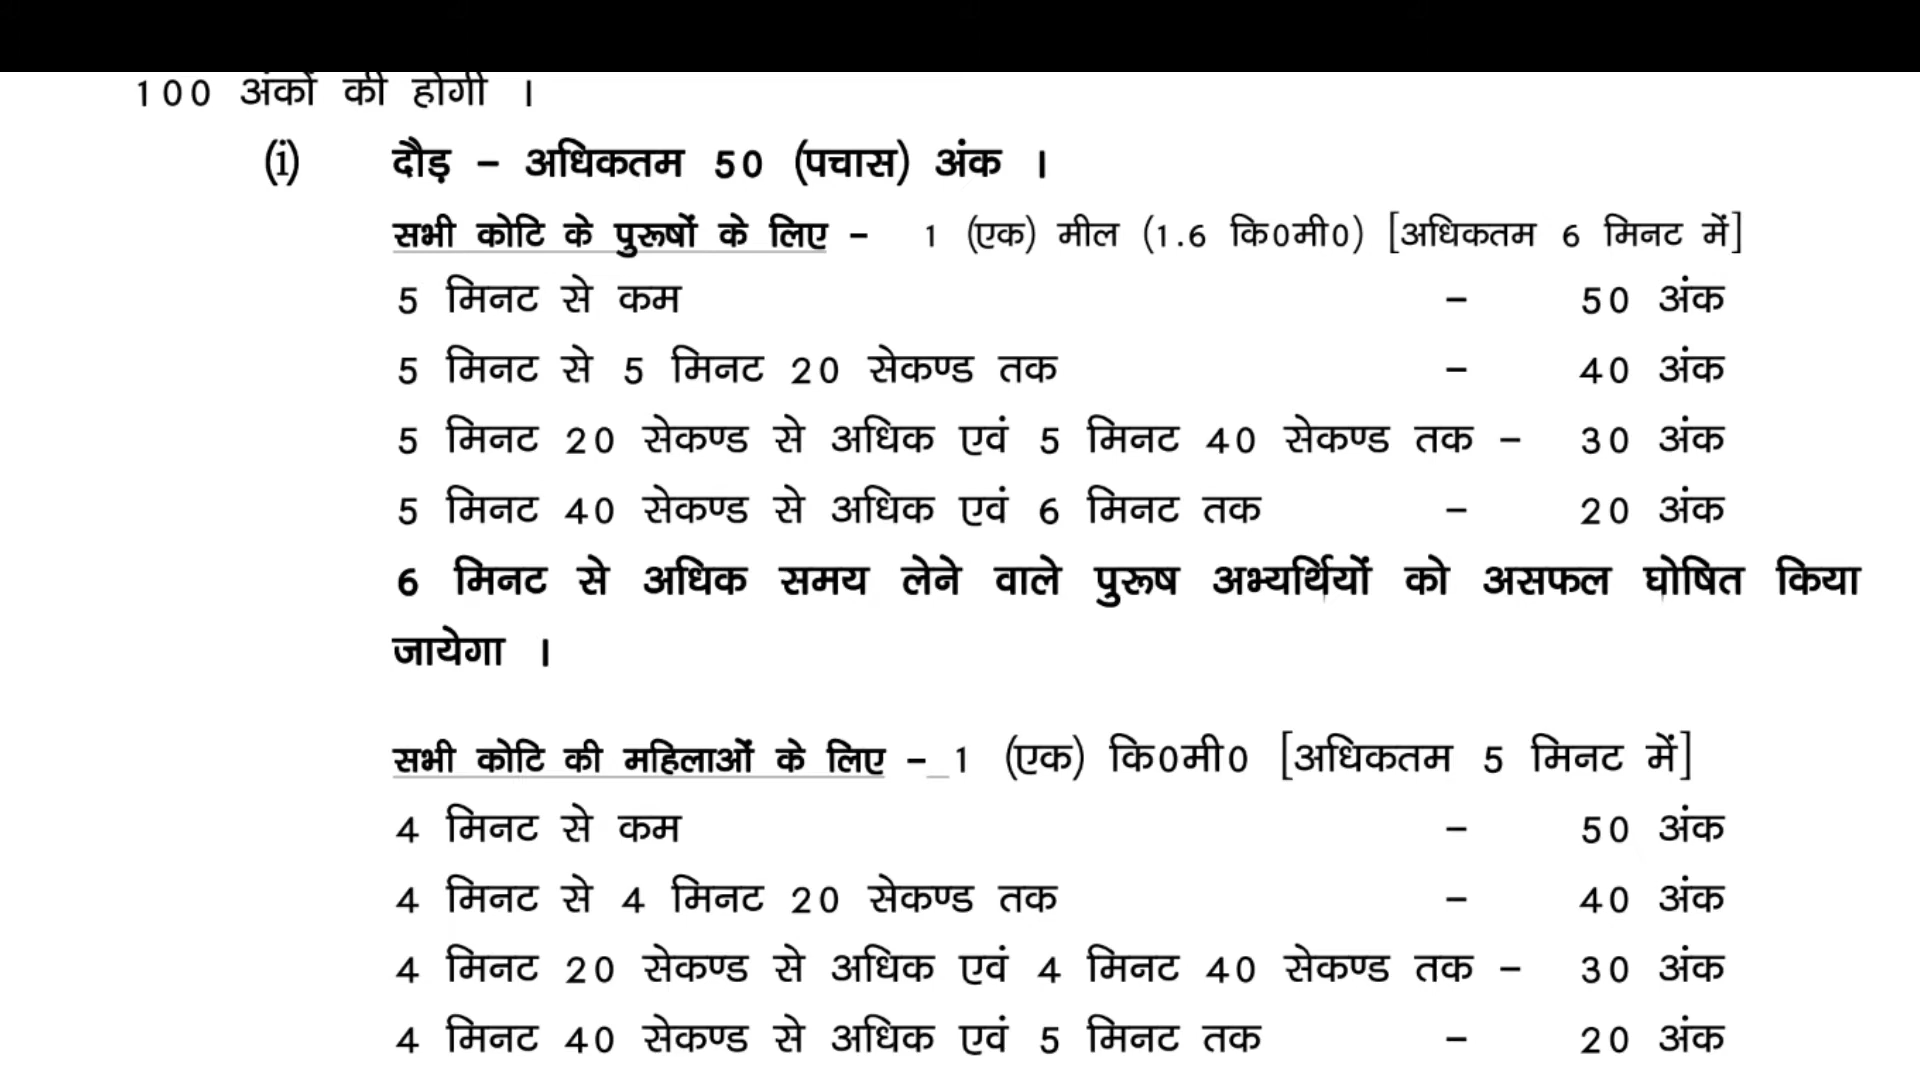 100 अंकों की होगी ।
(i) दौड़ – अधिकतम 50 (पचास) अंक ।
सभी कोटि के पुरूषों के लिए – 1 (एक) मील (1.6 कि0मी0) [अधिकतम 6 मिनट में]
5 मिनट से कम – 50 अंक
5 मिनट से 5 मिनट 20 सेकण्ड तक – 40 अंक
5 मिनट 20 सेकण्ड से अधिक एवं 5 मिनट 40 सेकण्ड तक – 30 अंक
5 मिनट 40 सेकण्ड से अधिक एवं 6 मिनट तक – 20 अंक
6 मिनट से अधिक समय लेने वाले पुरूष अभ्यर्थियों को असफल घोषित किया
जायेगा ।
सभी कोटि की महिलाओं के लिए – 1 (एक) कि0मी0 [अधिकतम 5 मिनट में]
4 मिनट से कम – 50 अंक
4 मिनट से 4 मिनट 20 सेकण्ड तक – 40 अंक
4 मिनट 20 सेकण्ड से अधिक एवं 4 मिनट 40 सेकण्ड तक – 30 अंक
4 मिनट 40 सेकण्ड से अधिक एवं 5 मिनट तक – 20 अंक